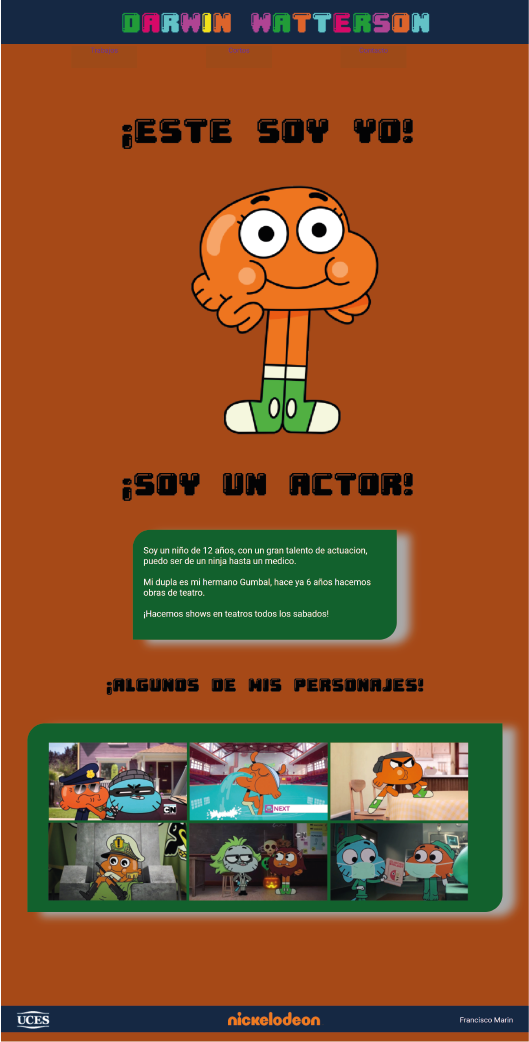 DARWIN WATTERSON
¡ESTE SOY YO!
¡SOY UN ACTOR!
Soy un niño de 12 años, con un gran talento de actuacion,
puedo ser de un ninja hasta un medico.
Mi dupla es mi hermano Gumbal, hace ya 6 años hacemos
obras de teatro.
¡Hacemos shows en teatros todos los sabados!
¡ALGUNOS DE MIS PERSONAJES!
CN
NEXT
UCES
nickelodeon
Francisco Marin